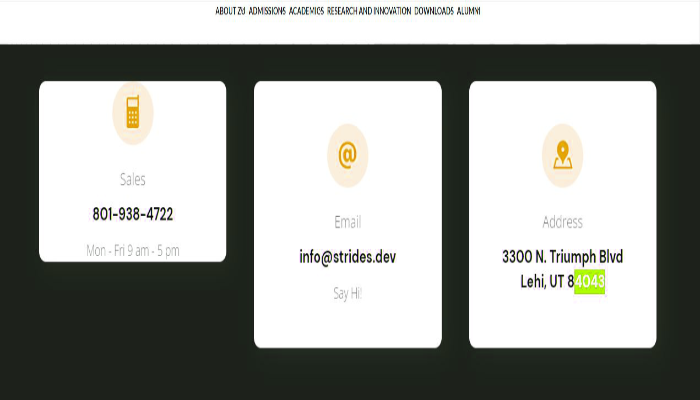 ABOUT ZU ADMISSIONS ACADEMICS RESEARCH AND INNOVATION DOWNLOADS ALUMNI
Sales
801-938-4722
Mon - Fri 9 am - 5 pm
@
Email
info@strides.dev
Say Hi!
Address
3300 N. Triumph Blvd
Lehi, UT 84043